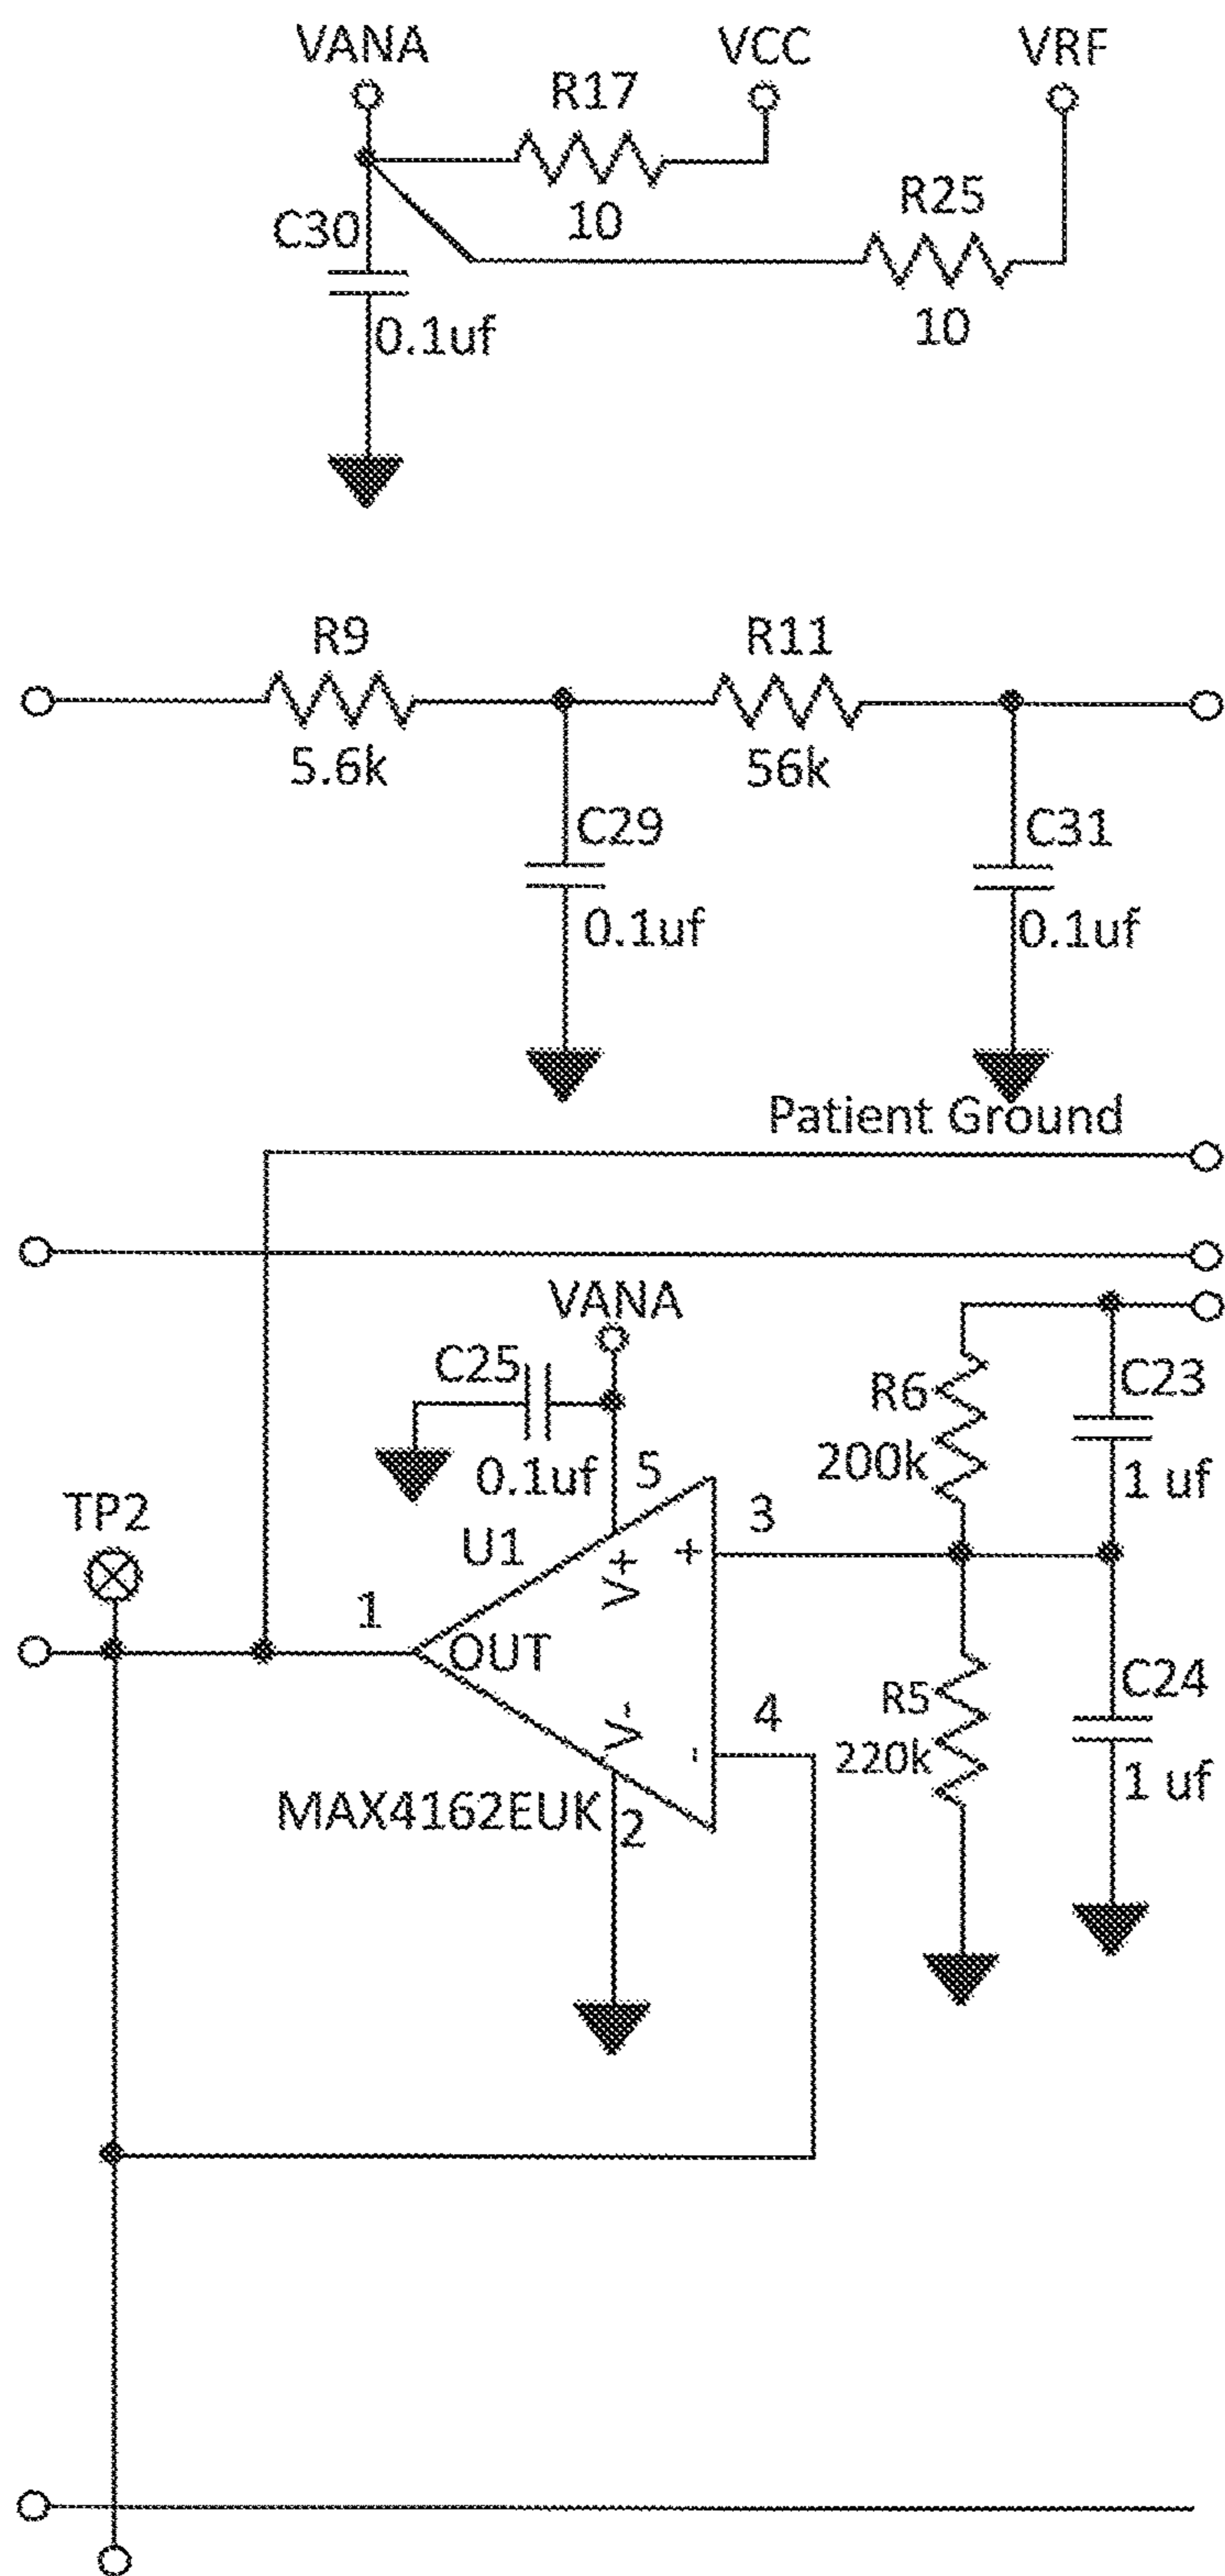 VANA
VCC
VRF
R17
10
R25
10
C30
0.1uf
R9
5.6k
R11
56k
C29
0.1uf
C31
0.1uf
Patient Ground
VANA
C25
0.1uf
5
R6
200k
C23
1 uf
TP2
U1
3
+
V+
1
OUT
V-
4
-
R5
220k
C24
1 uf
MAX4162EUK
2